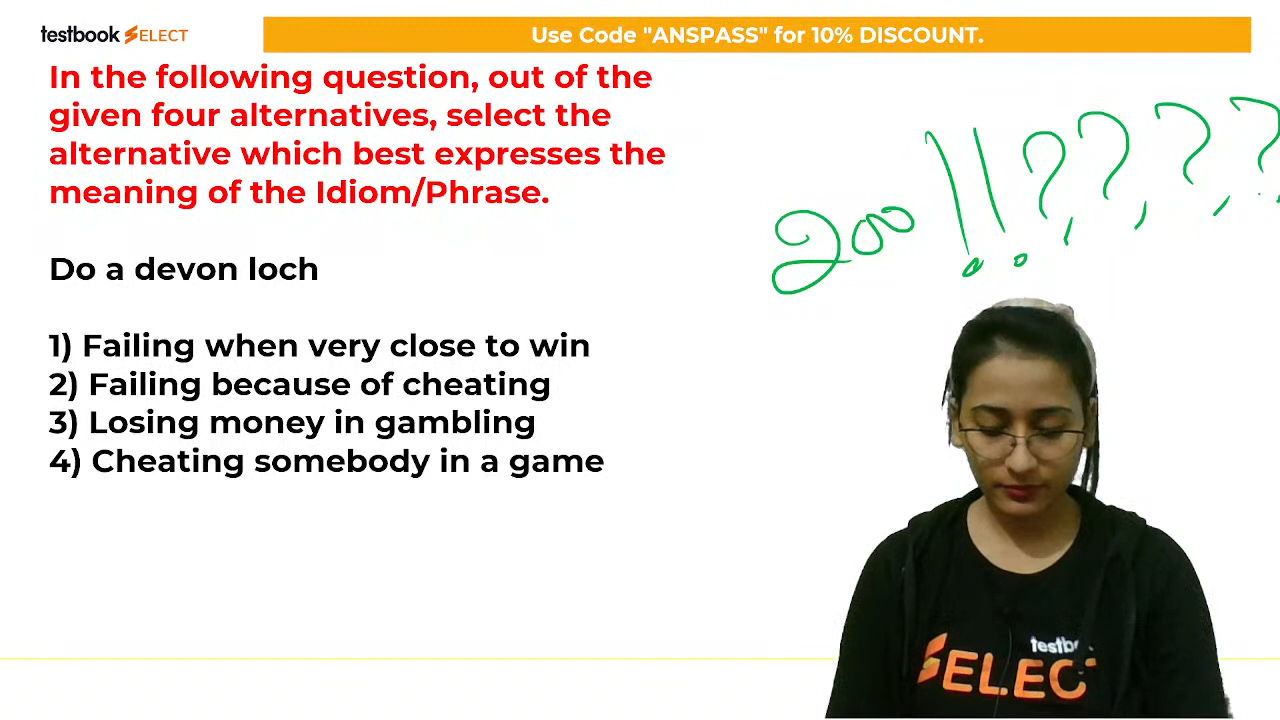 testbook SELECT
Use Code "ANSPASS" for 10% DISCOUNT.
In the following question, out of the
given four alternatives, select the
alternative which best expresses the
meaning of the Idiom/Phrase.
200 !!????
Do a devon loch
1) Failing when very close to win
2) Failing because of cheating
3) Losing money in gambling
4) Cheating somebody in a game
testbo
SELECT